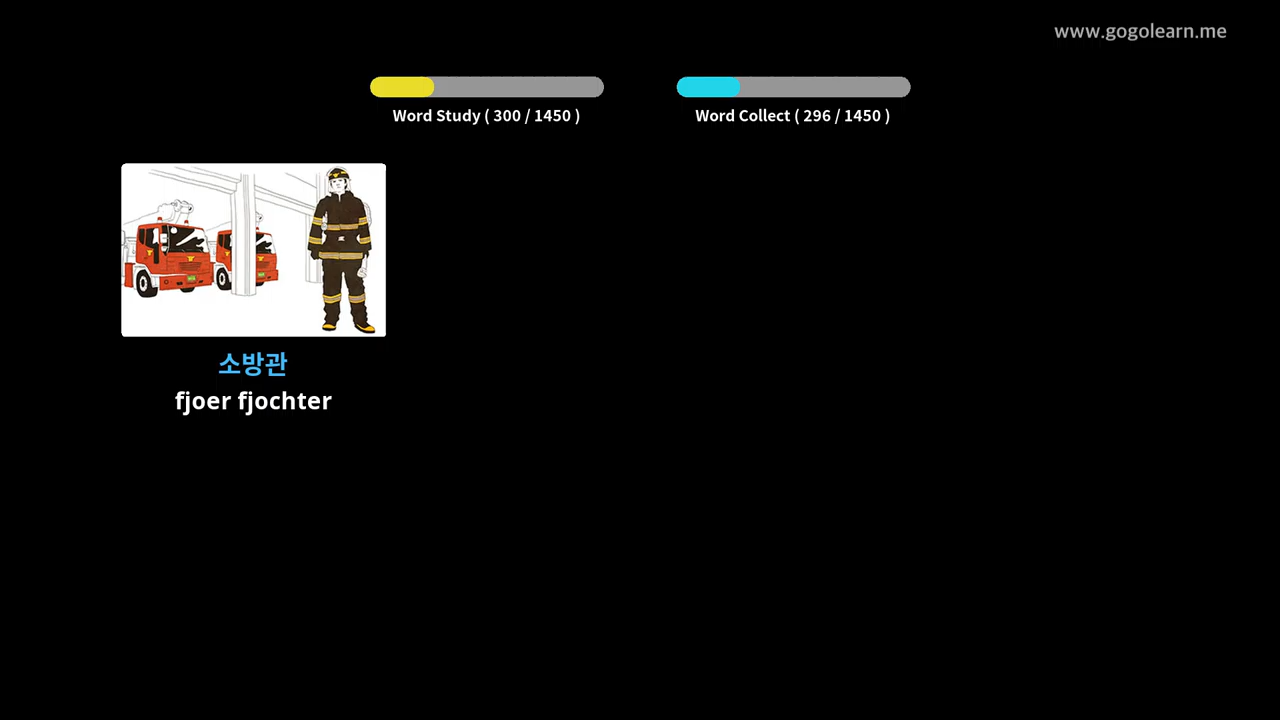 www.gogolearn.me
Word Study ( 300 / 1450 )
Word Collect ( 296 / 1450 )
소방관
fjoer fjochter